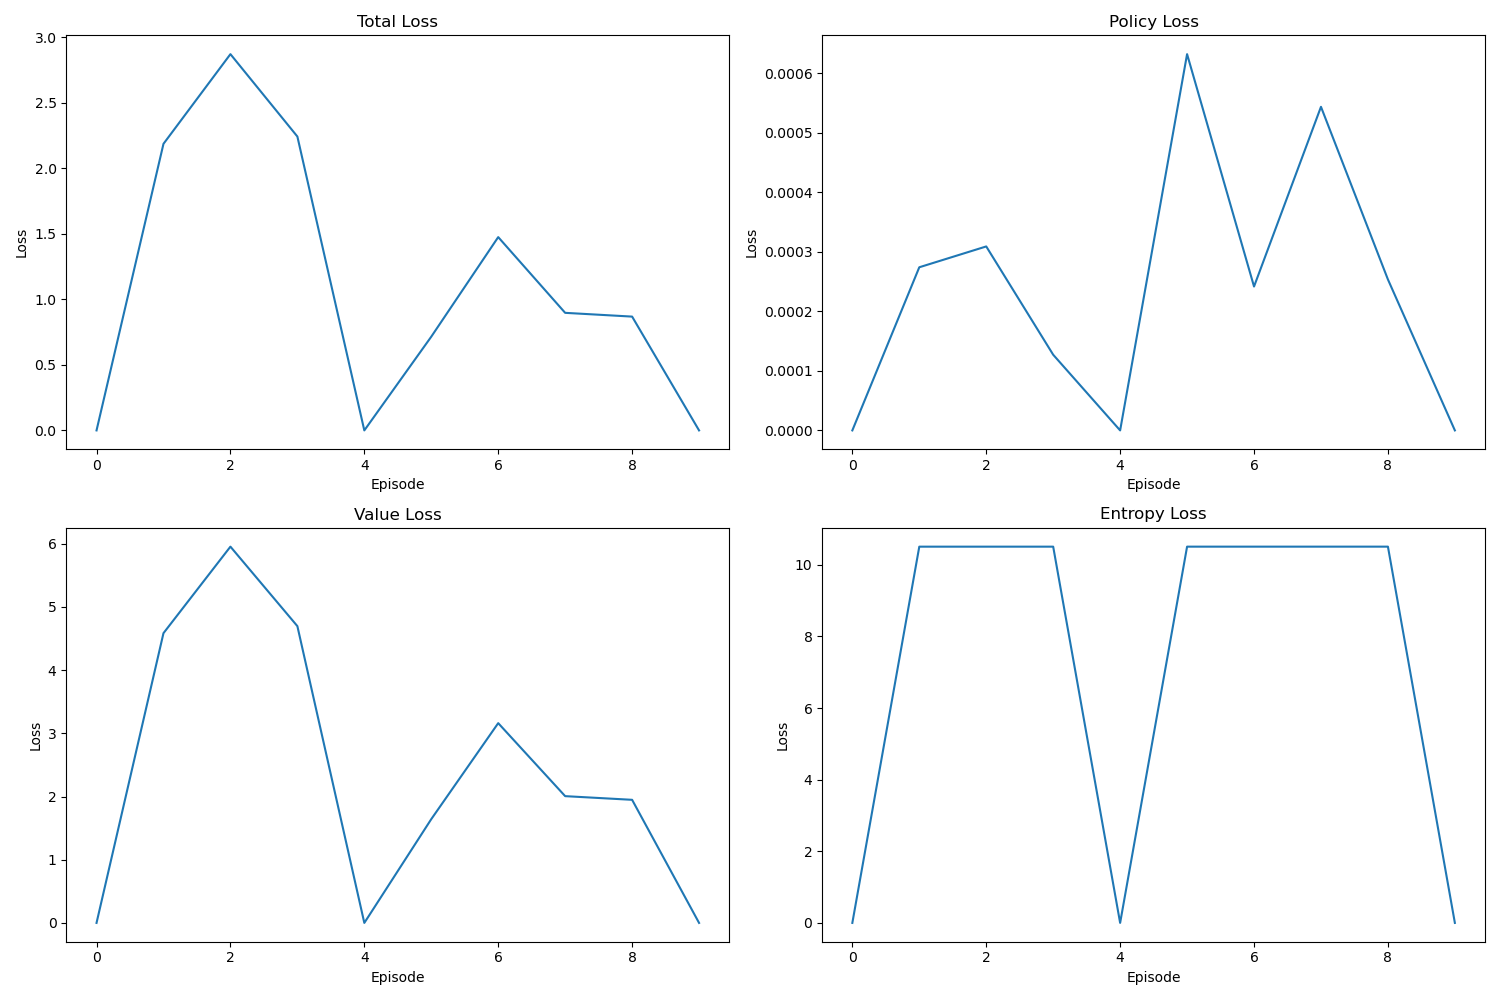 Total Loss
Loss
3.0
2.5
2.0
1.5
1.0
0.5
0.0
0 2 4 6 8
Episode
Policy Loss
Loss
0.0006
0.0005
0.0004
0.0003
0.0002
0.0001
0.0000
0 2 4 6 8
Episode
Value Loss
Loss
6
5
4
3
2
1
0
0 2 4 6 8
Episode
Entropy Loss
Loss
10
8
6
4
2
0
0 2 4 6 8
Episode